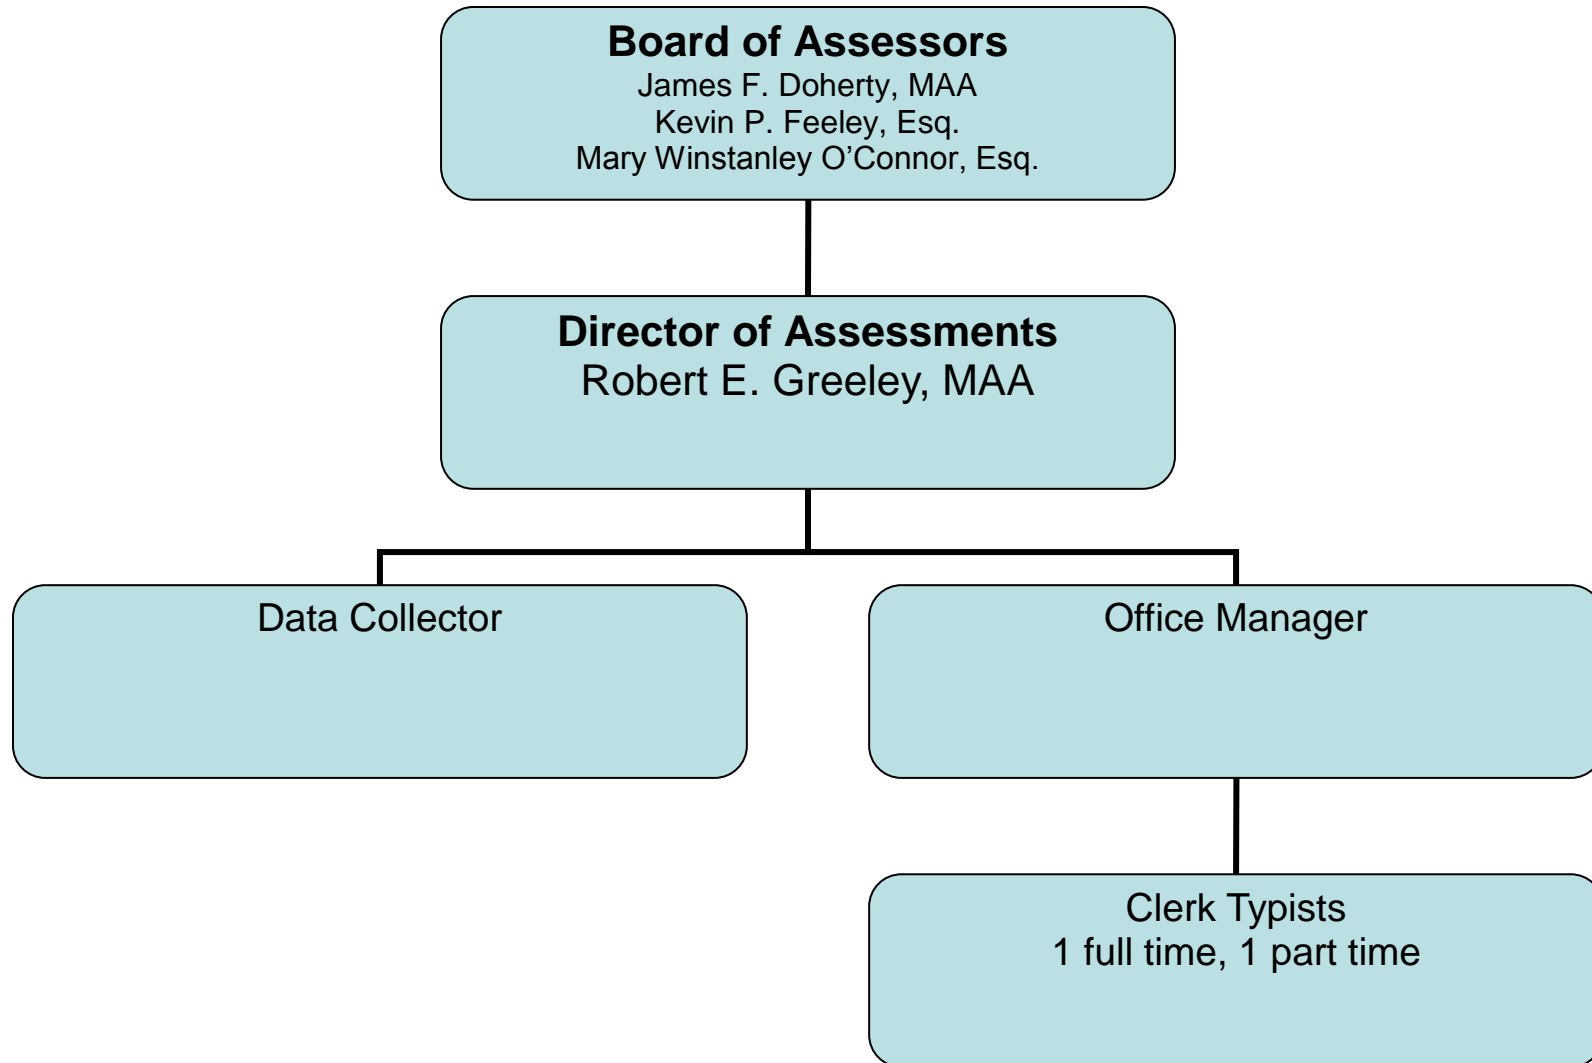 Board of Assessors
James F. Doherty, MAA
Kevin P. Feeley, Esq.
Mary Winstanley O’Connor, Esq.
Director of Assessments
Robert E. Greeley, MAA
Data Collector
Office Manager
Clerk Typists
1 full time, 1 part time